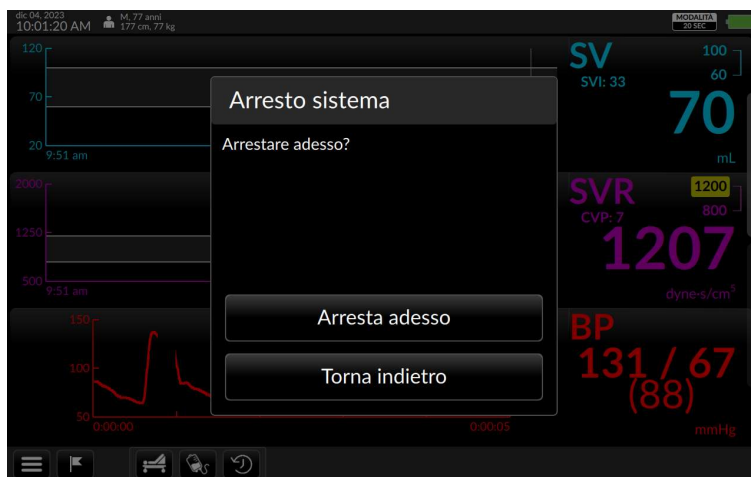 dic 04, 2023
10:01:20 AM
M, 77 anni
177 cm, 77 kg
MODALITÀ
20 SEC
120
70
20
9:51 am
SV
SVI: 33
100
60
70
mL
Arresto sistema
Arrestare adesso?
Arresta adesso
Torna indietro
2000
1250
500
9:51 am
SVR
CVP: 7
1200
800
1207
dyne-s/cm⁵
150
100
50
0:00:00
0:00:05
BP
131 / 67
(88)
mmHg